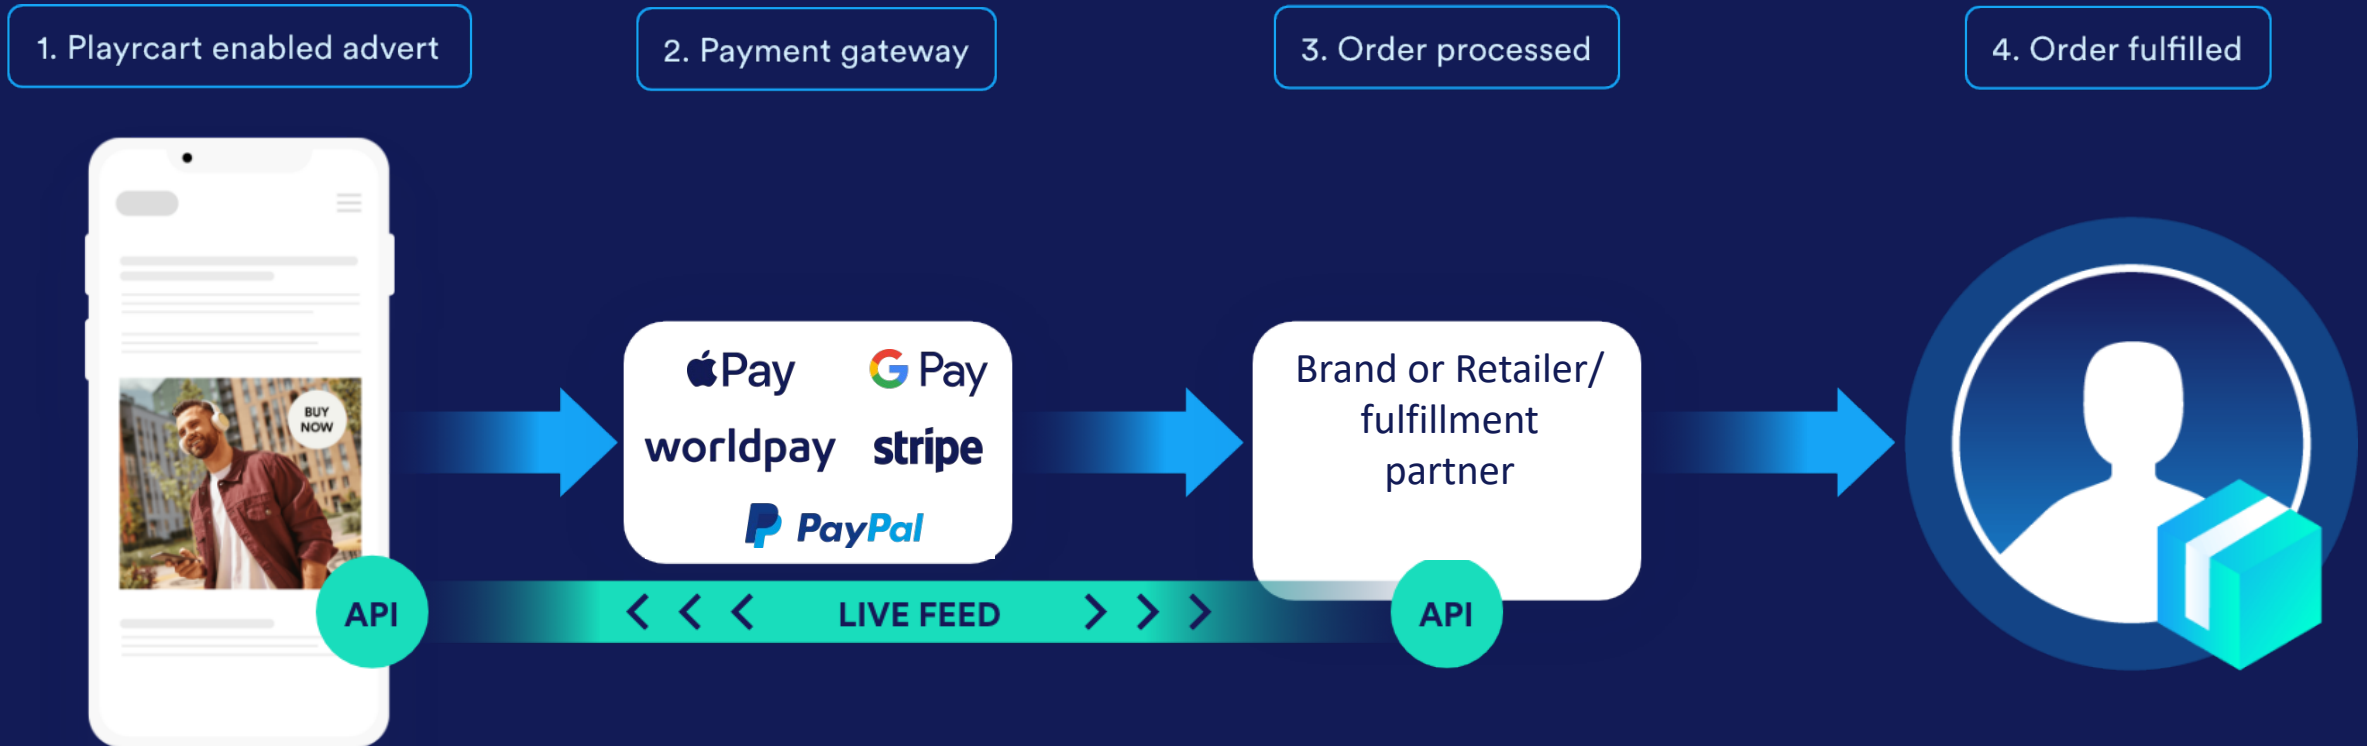 1. Playrcart enabled advert
2. Payment gateway
3. Order processed
4. Order fulfilled
BUY
NOW
Pay
G Pay
worldpay
stripe
PayPal
Brand or Retailer/
fulfillment
partner
API
LIVE FEED
API